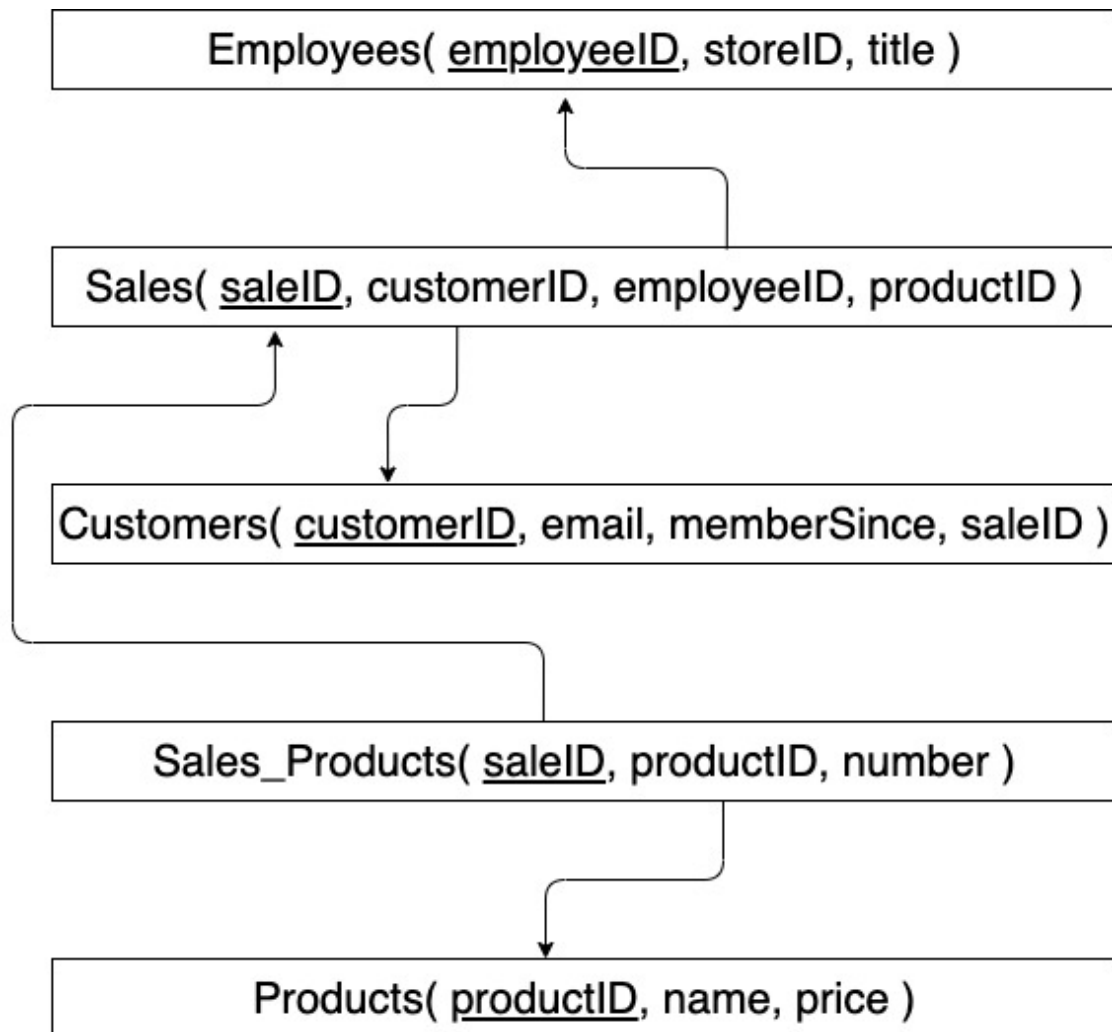 Employees( employeeID, storeID, title )
Sales( saleID, customerID, employeeID, productID )
Customers( customerID, email, memberSince, saleID )
Sales_Products( saleID, productID, number )
Products( productID, name, price )